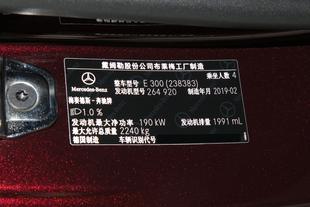 戴姆勒股份公司布莱梅工厂制造
乘坐人数 4
Mercedes-Benz
整车型号 E 300 (238383)
发动机型号 264 920 制造年月 2019-02
梅赛德斯-奔驰牌
1.0 %
发动机最大净功率 190 kW 发动机排量 1991 mL
最大允许总质量 2240 kg
德国制造 车辆识别代号